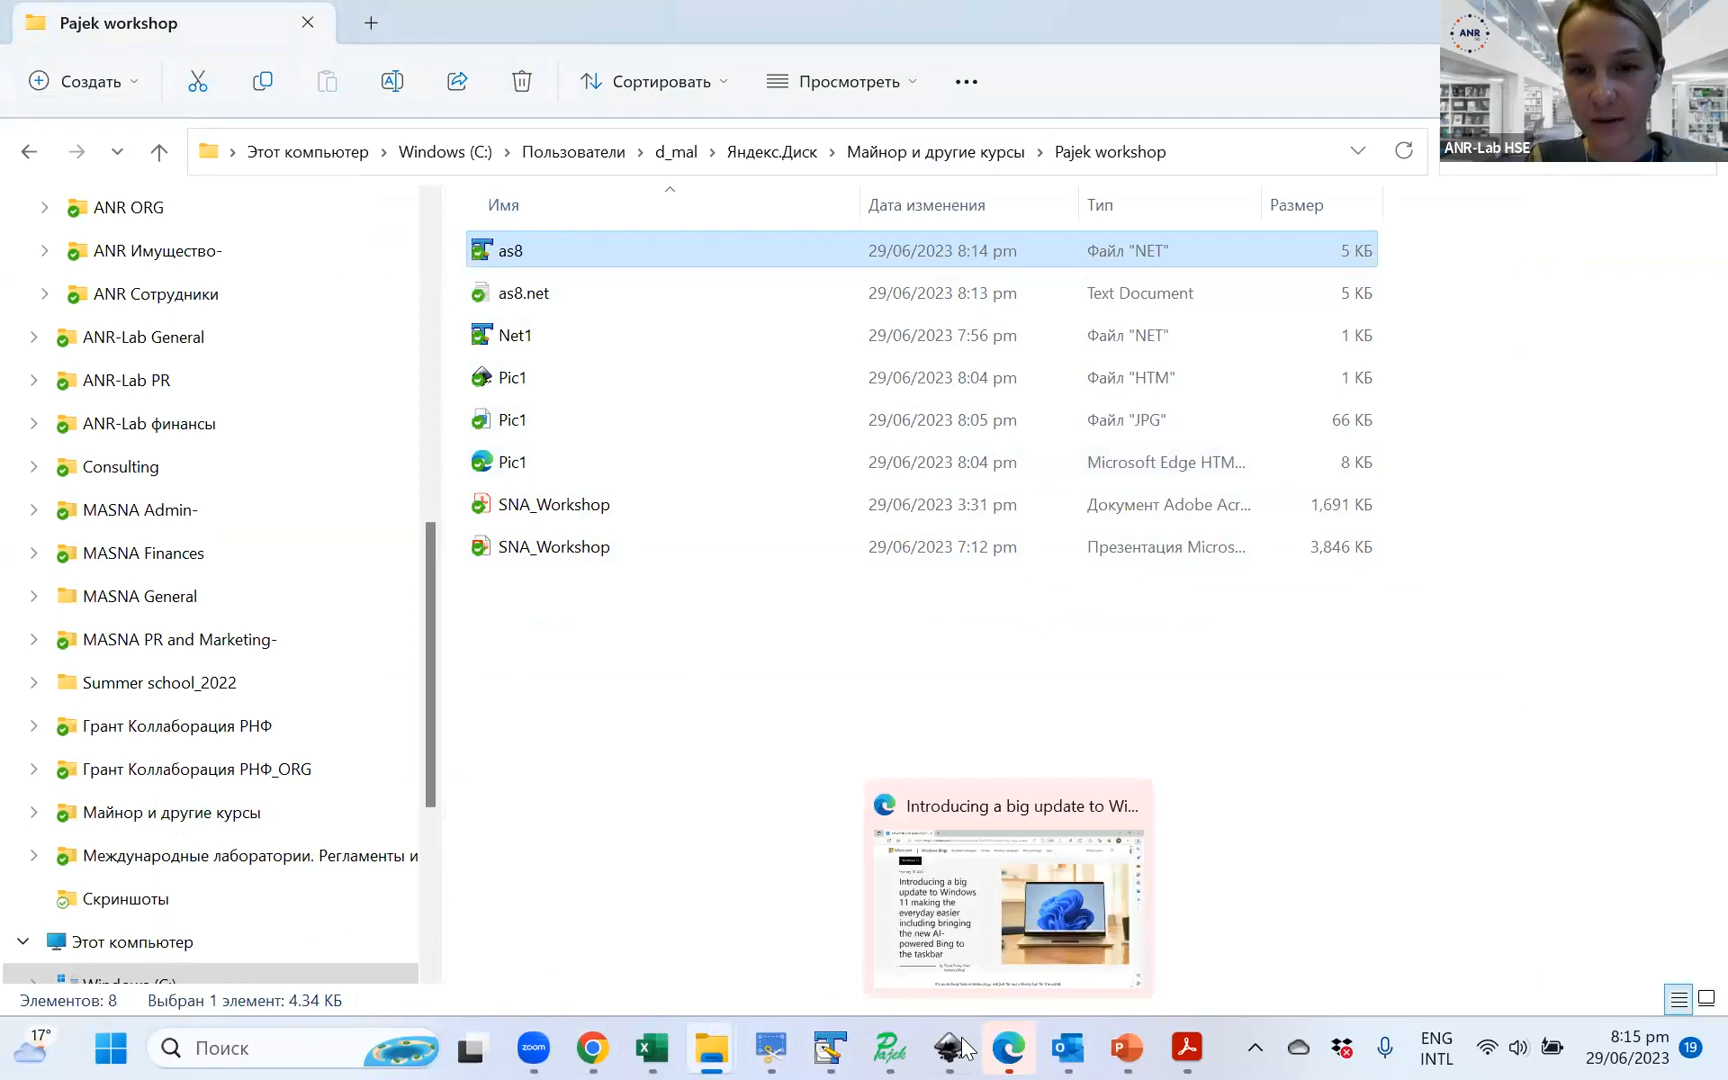 Pajek workshop
ANR
ANR-Lab HSE
Создать
Сортировать
Просмотреть
Этот компьютер
Windows (C:)
Пользователи
d_mal
Яндекс.Диск
Майнор и другие курсы
Pajek workshop
Имя
Дата изменения
Тип
Размер
as8 29/06/2023 8:14 pm Файл "NET" 5 КБ
as8.net 29/06/2023 8:13 pm Text Document 5 КБ
Net1 29/06/2023 7:56 pm Файл "NET" 1 КБ
Pic1 29/06/2023 8:04 pm Файл "HTM" 1 КБ
Pic1 29/06/2023 8:05 pm Файл "JPG" 66 КБ
Pic1 29/06/2023 8:04 pm Microsoft Edge HTM... 8 КБ
SNA_Workshop 29/06/2023 3:31 pm Документ Adobe Acr... 1,691 КБ
SNA_Workshop 29/06/2023 7:12 pm Презентация Micros... 3,846 КБ
ANR ORG
ANR Имущество-
ANR Сотрудники
ANR-Lab General
ANR-Lab PR
ANR-Lab финансы
Consulting
MASNA Admin-
MASNA Finances
MASNA General
MASNA PR and Marketing-
Summer school_2022
Грант Коллаборация РНФ
Грант Коллаборация РНФ_ORG
Майнор и другие курсы
Международные лаборатории. Регламенты и
Скриншоты
Этот компьютер
Windows (C:)
Introducing a big update to Wi...
Introducing a big
update to Windows
11 making the
everyday easier
including bringing
the new AI-
powered Bing to
the taskbar
Элементов: 8
Выбран 1 элемент: 4.34 КБ
17°
Поиск
zoom
Pajek
ENG
INTL
8:15 pm
29/06/2023
19